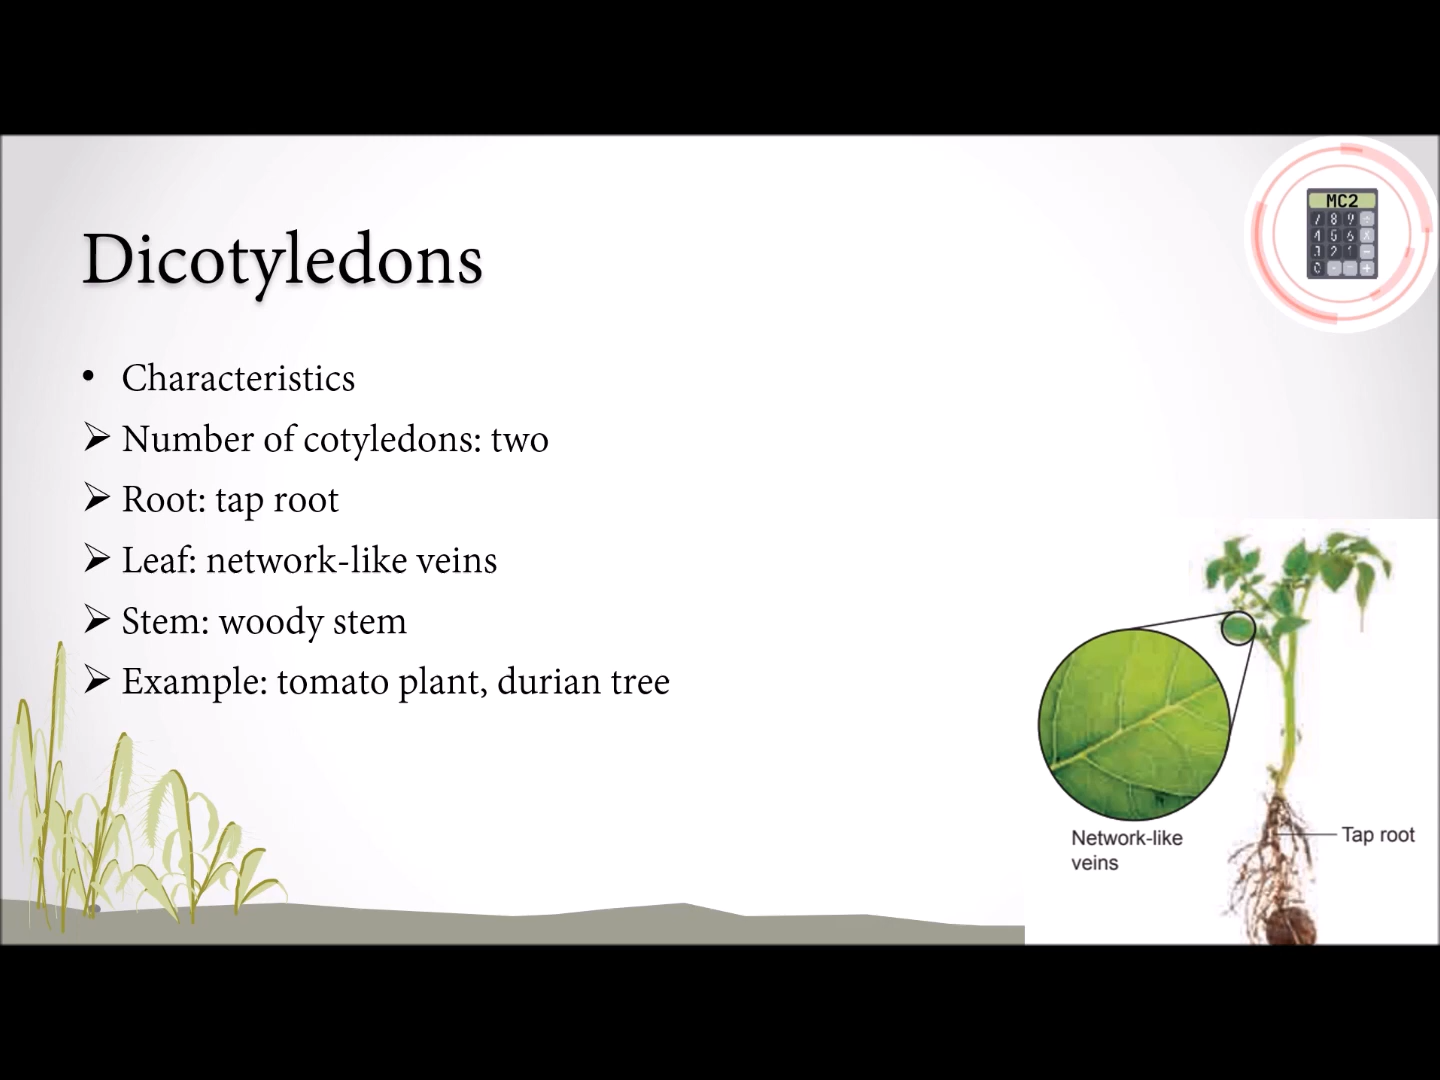 MC2
Dicotyledons
• Characteristics
➢ Number of cotyledons: two
➢ Root: tap root
➢ Leaf: network-like veins
➢ Stem: woody stem
➢ Example: tomato plant, durian tree
Network-like
veins
Tap root